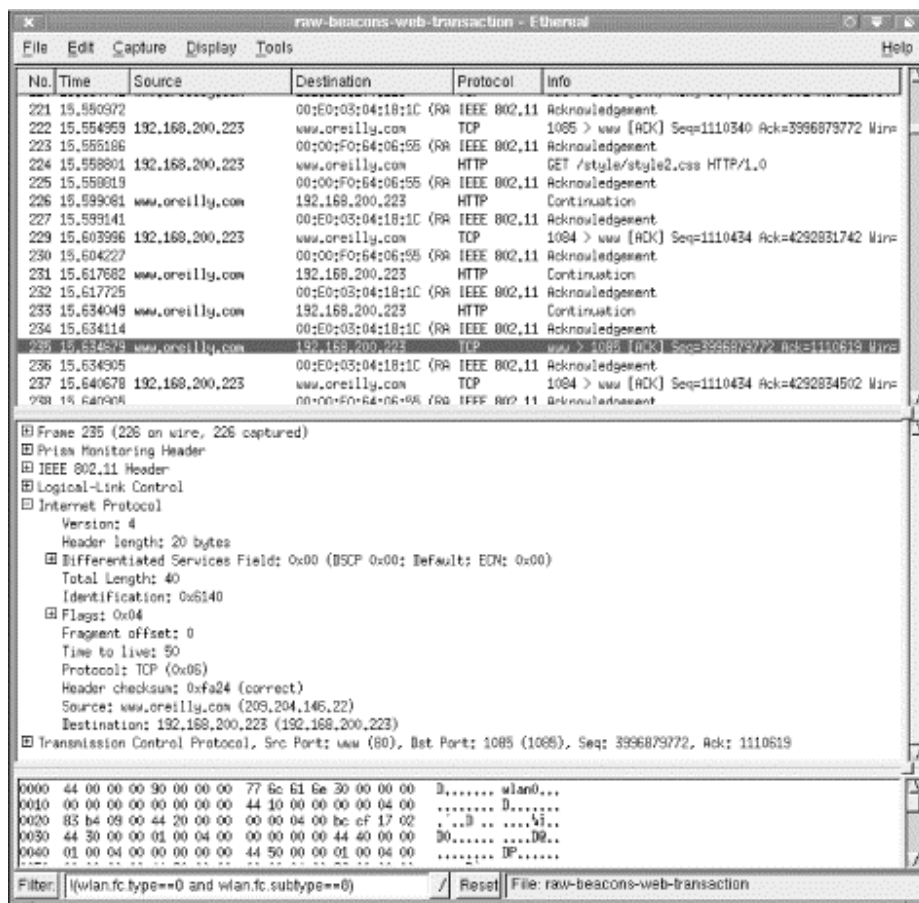 raw-beacons-web-transaction - Ethereal
File Edit Capture Display Tools Help
No. Time Source Destination Protocol Info
221 15.550972 00:E0:03:04:18:1C (RA IEEE 802.11 Acknowledgement
222 15.554959 192.168.200.223 www.oreilly.com TCP 1085 > www [ACK] Seq=1110340 Ack=3996879772 Win=
223 15.555186 00:00:F0:64:06:55 (RA IEEE 802.11 Acknowledgement
224 15.558801 192.168.200.223 www.oreilly.com HTTP GET /style/style2.css HTTP/1.0
225 15.558819 00:00:F0:64:06:55 (RA IEEE 802.11 Acknowledgement
226 15.599081 www.oreilly.com 192.168.200.223 HTTP Continuation
227 15.599141 00:E0:03:04:18:1C (RA IEEE 802.11 Acknowledgement
229 15.603996 192.168.200.223 www.oreilly.com TCP 1084 > www [ACK] Seq=1110434 Ack=4292831742 Win=
230 15.604227 00:00:F0:64:06:55 (RA IEEE 802.11 Acknowledgement
231 15.617682 www.oreilly.com 192.168.200.223 HTTP Continuation
232 15.617725 00:E0:03:04:18:1C (RA IEEE 802.11 Acknowledgement
233 15.634049 www.oreilly.com 192.168.200.223 HTTP Continuation
234 15.634114 00:E0:03:04:18:1C (RA IEEE 802.11 Acknowledgement
235 15.634679 www.oreilly.com 192.168.200.223 TCP www > 1085 [ACK] Seq=3996879772 Ack=1110619 Win=
236 15.634905 00:E0:03:04:18:1C (RA IEEE 802.11 Acknowledgement
237 15.640678 192.168.200.223 www.oreilly.com TCP 1084 > www [ACK] Seq=1110434 Ack=4292834502 Win=
238 15.640905 00:00:F0:64:06:55 (RA IEEE 802.11 Acknowledgement
Frame 235 (226 on wire, 226 captured)
Prism Monitoring Header
IEEE 802.11 Header
Logical-Link Control
Internet Protocol
Version: 4
Header length: 20 bytes
Differentiated Services Field: 0x00 (DSCP 0x00: Default; ECN: 0x00)
Total Length: 40
Identification: 0x6140
Flags: 0x04
Fragment offset: 0
Time to live: 50
Protocol: TCP (0x06)
Header checksum: 0xfa24 (correct)
Source: www.oreilly.com (209.204.146.22)
Destination: 192.168.200.223 (192.168.200.223)
Transmission Control Protocol, Src Port: www (80), Dst Port: 1085 (1085), Seq: 3996879772, Ack: 1110619
0000 44 00 00 00 90 00 00 00 77 6c 61 6e 30 00 00 00 D....... wlan0...
0010 00 00 00 00 00 00 00 00 44 10 00 00 00 00 04 00 ........ D.......
0020 83 b4 09 00 44 20 00 00 00 00 04 00 bc cf 17 02
0030 44 30 00 00 01 00 04 00 00 00 00 00 44 40 00 00 D0...... ....D@..
0040 01 00 04 00 00 00 00 00 44 50 00 00 01 00 04 00 ........ DP......
Filter: !(wlan.fc.type==0 and wlan.fc.subtype==8) / Reset File: raw-beacons-web-transaction